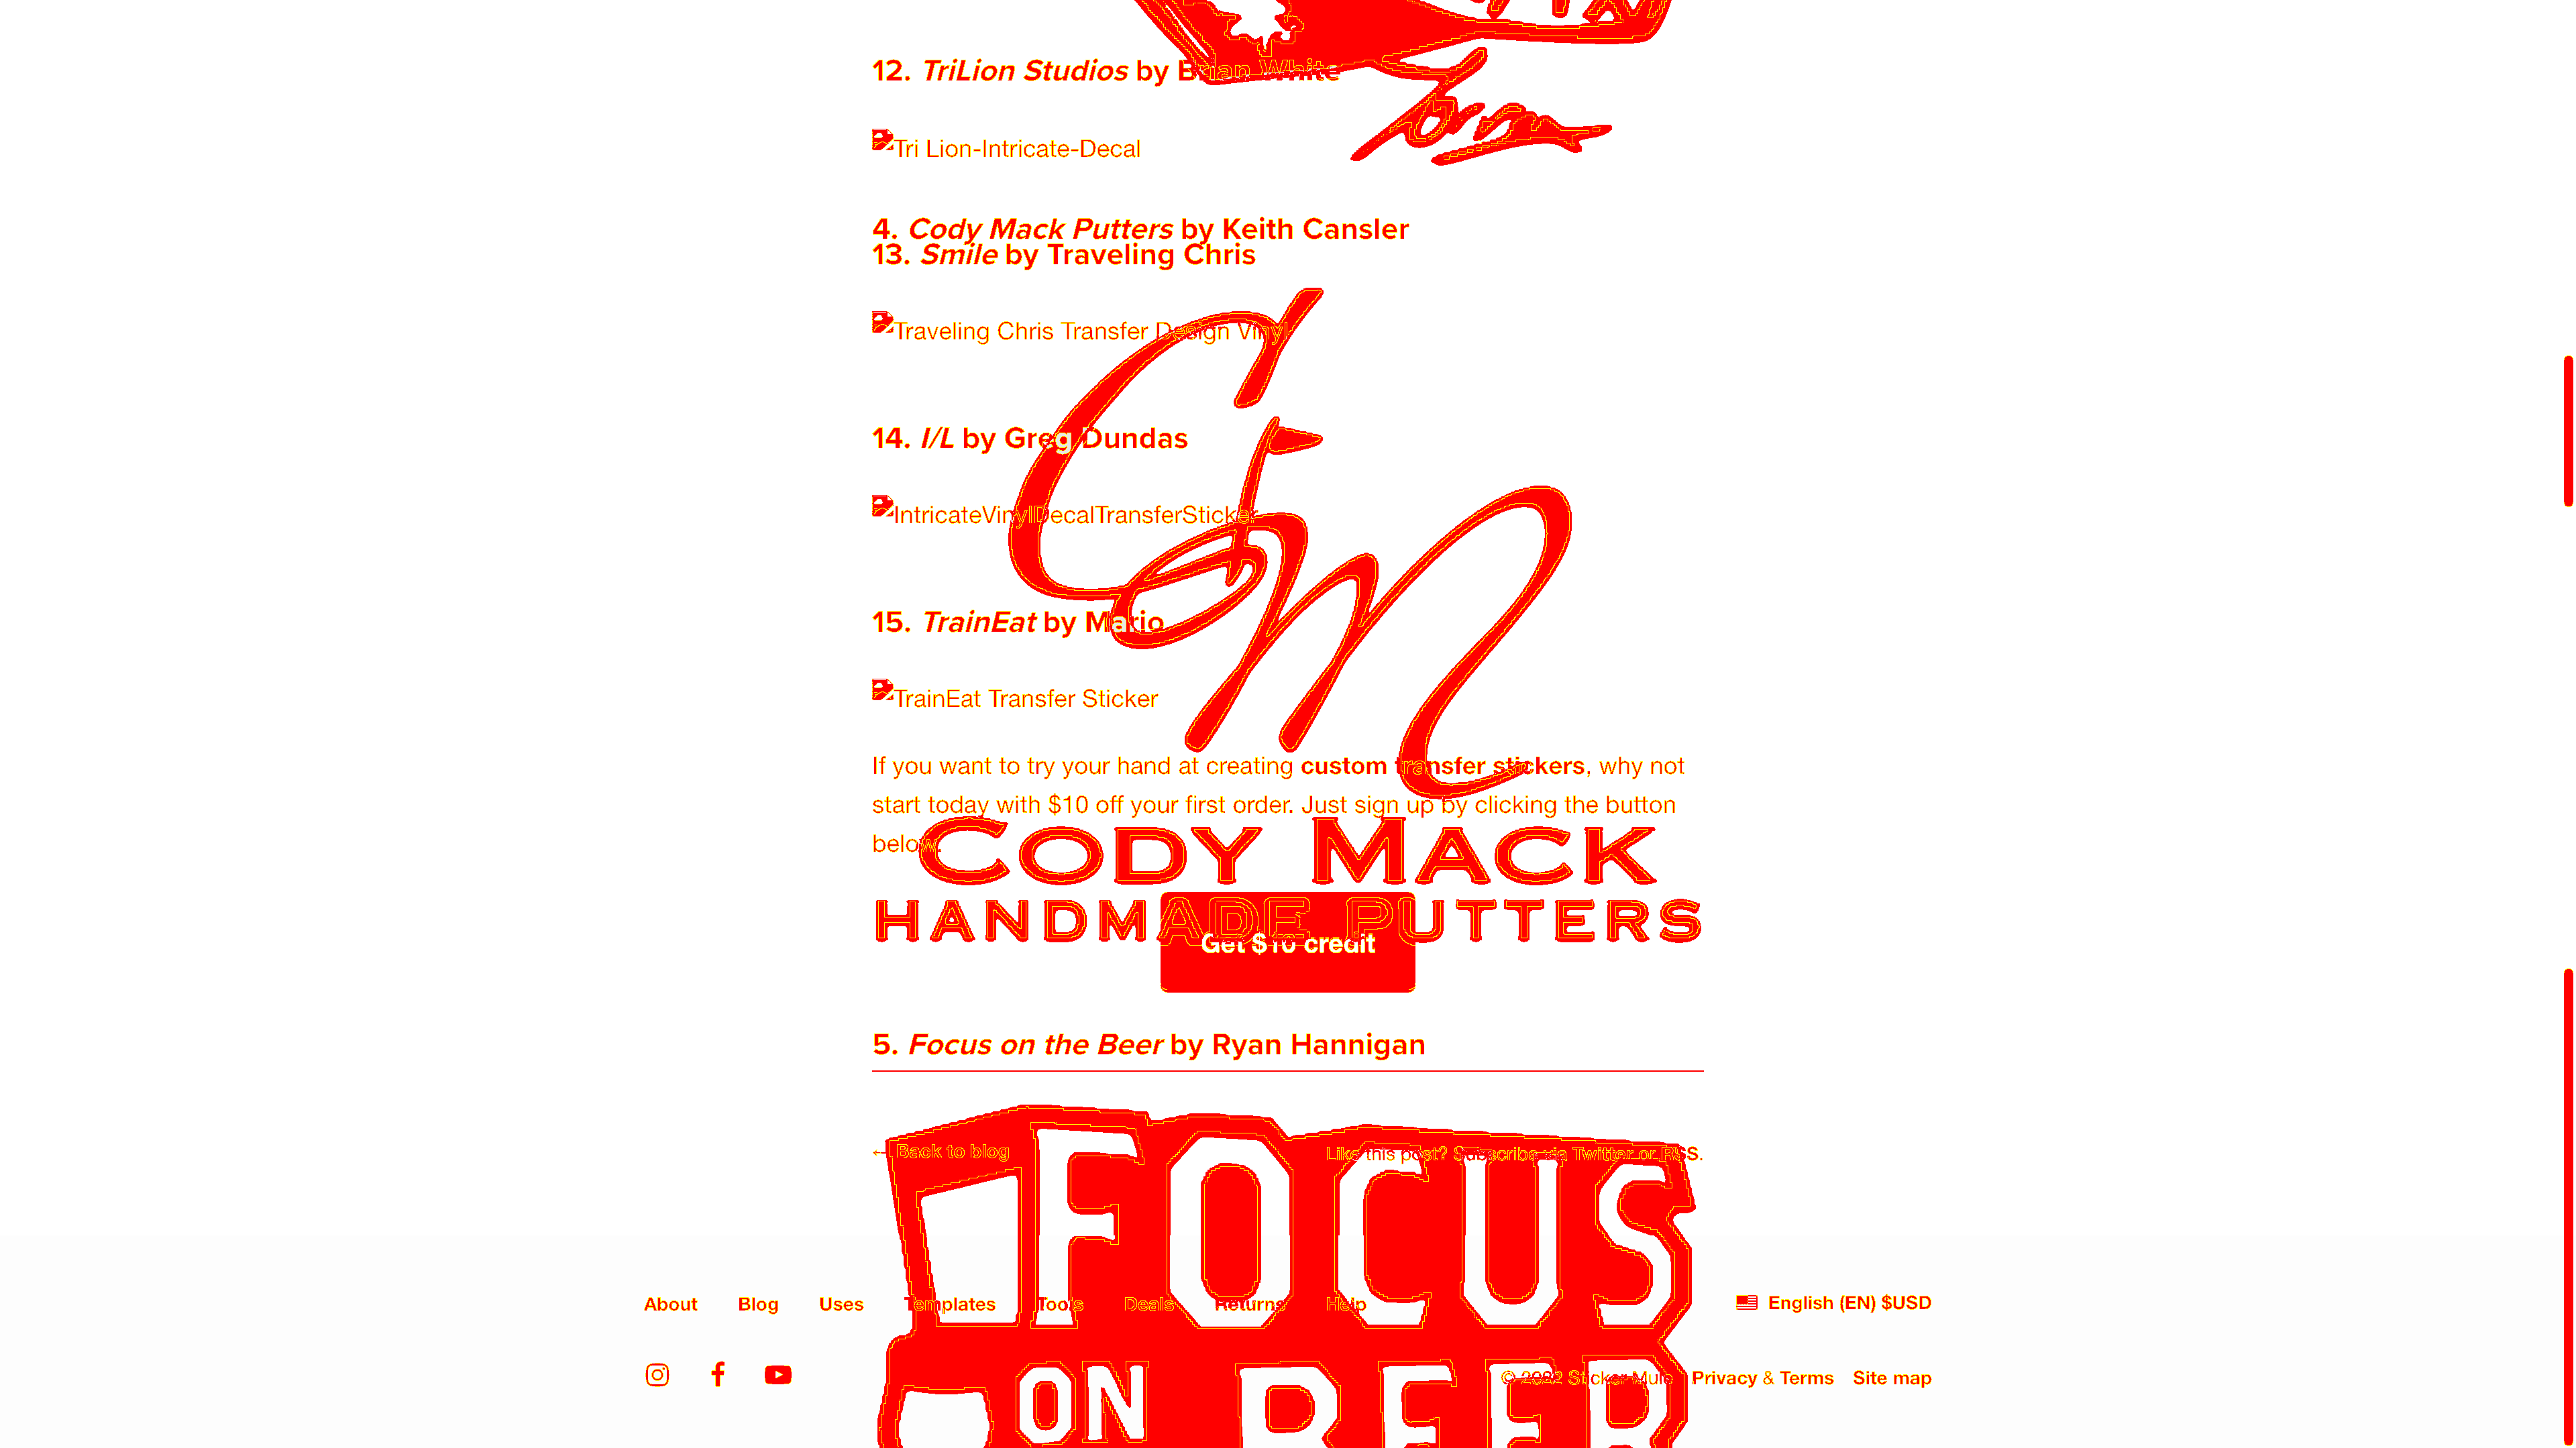 12. TriLion Studios by Brian White
Tri Lion-Intricate-Decal
4. Cody Mack Putters by Keith Cansler
13. Smile by Traveling Chris
Traveling Chris Transfer Design Vinyl
14. I/L by Greg Dundas
IntricateVinylDecalTransferSticker
15. TrainEat by Mario
TrainEat Transfer Sticker
If you want to try your hand at creating custom transfer stickers, why not
start today with $10 off your first order. Just sign up by clicking the button
below.
CODY MACK
HANDMADE PUTTERS
Get $10 credit
5. Focus on the Beer by Ryan Hannigan
← Back to blog
Like this post? Subscribe via Twitter or RSS.
FOCUS
About Blog Uses Templates Tools Deals Returns Help
English (EN) $USD
ON BEER
Sticker Mule Privacy & Terms Site map